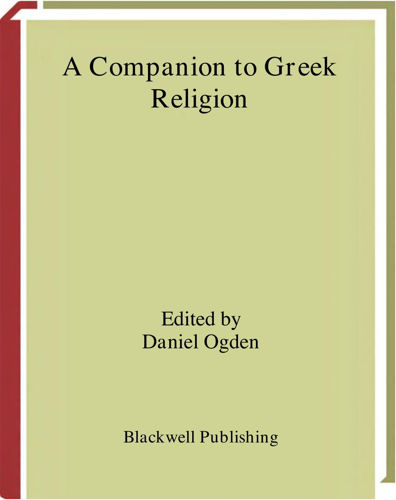 A Companion to Greek
Religion
Edited by
Daniel Ogden
Blackwell Publishing